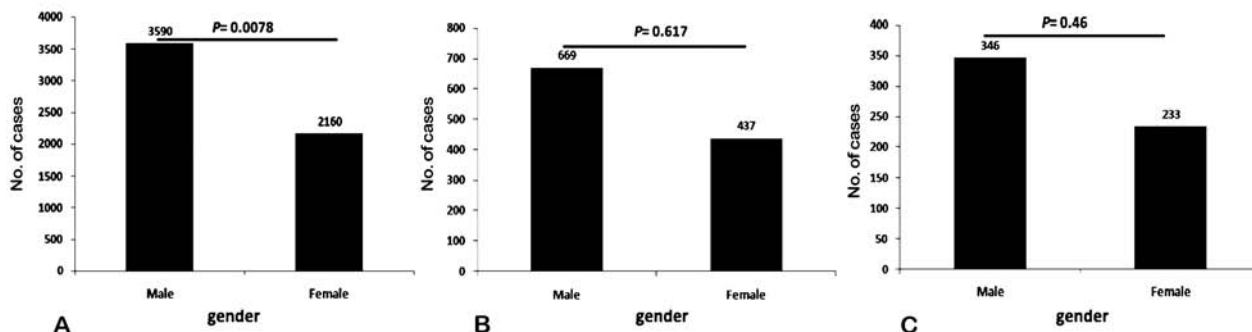 4000
3500
3000
2500
2000
1500
1000
500
0
No. of cases
3590
P= 0.0078
2160
Male
Female
gender
A
800
700
600
500
400
300
200
100
0
No. of cases
P= 0.617
669
437
Male
Female
gender
B
400
350
300
250
200
150
100
50
0
No. of cases
P= 0.46
346
233
Male
Female
gender
C